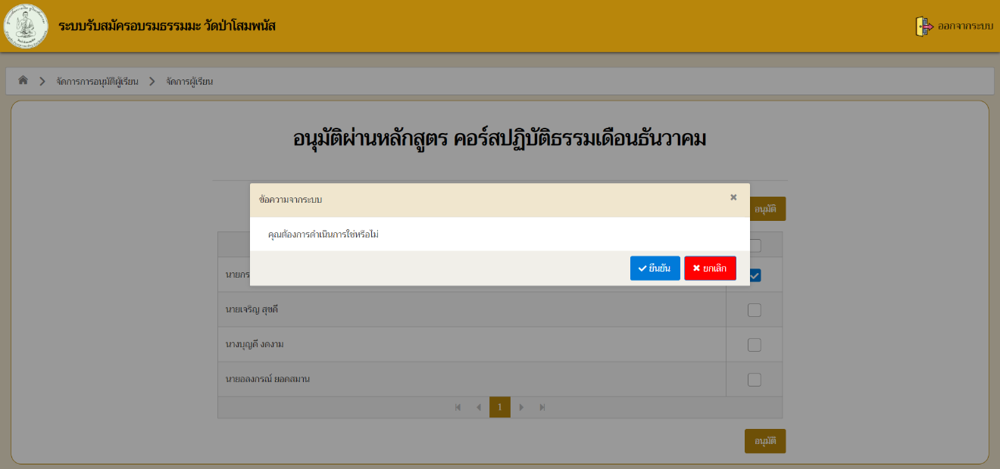 ระบบรับสมัครอบรมธรรมมะ วัดป่าโสมพนัส
ออกจากระบบ
จัดการการอนุมัติผู้เรียน
จัดการผู้เรียน
อนุมัติผ่านหลักสูตร คอร์สปฏิบัติธรรมเดือนธันวาคม
ข้อความจากระบบ
×
อนุมัติ
คุณต้องการดำเนินการใช่หรือไม่
ยืนยัน
ยกเลิก
นายเจริญ สุขดี
นางบุญดี งดงาม
นายอลงกรณ์ ยอดสมาน
1
อนุมัติ